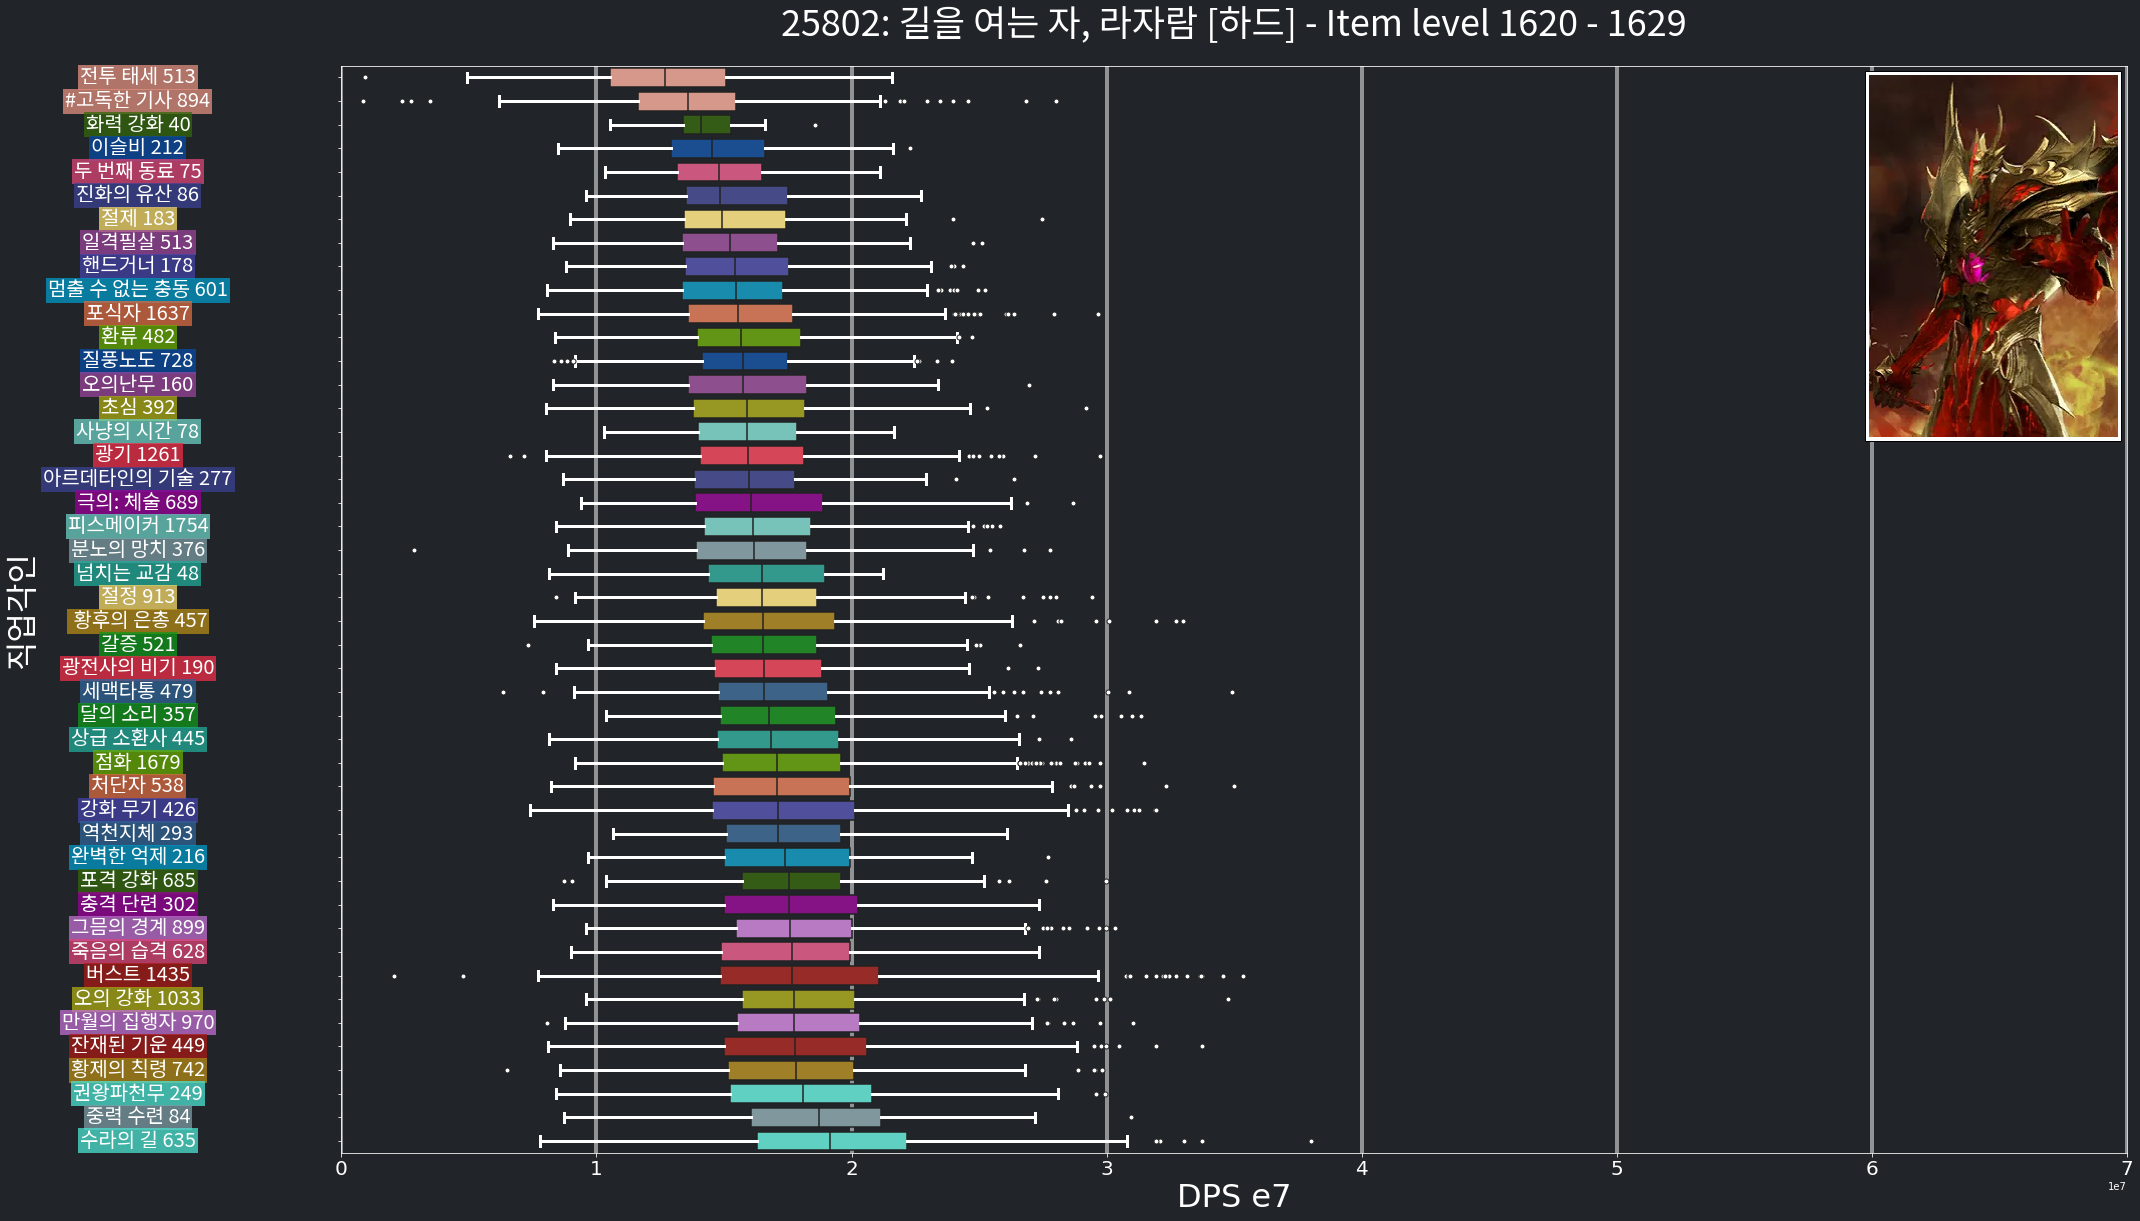 25802: 길을 여는 자, 라자람 [하드] - Item level 1620 - 1629
전투 태세 513
#고독한 기사 894
화력 강화 40
이슬비 212
두 번째 동료 75
진화의 유산 86
절제 183
일격필살 513
핸드거너 178
멈출 수 없는 충동 601
포식자 1637
환류 482
질풍노도 728
오의난무 160
초심 392
사냥의 시간 78
광기 1261
아르데타인의 기술 277
극의: 체술 689
피스메이커 1754
분노의 망치 376
넘치는 교감 48
절정 913
황후의 은총 457
갈증 521
광전사의 비기 190
세맥타통 479
달의 소리 357
상급 소환사 445
점화 1679
처단자 538
강화 무기 426
역천지체 293
완벽한 억제 216
포격 강화 685
충격 단련 302
그믐의 경계 899
죽음의 습격 628
버스트 1435
오의 강화 1033
만월의 집행자 970
잔재된 기운 449
황제의 칙령 742
권왕파천무 249
중력 수련 84
수라의 길 635
직업각인
0 1 2 3 4 5 6 7
1e7
DPS e7